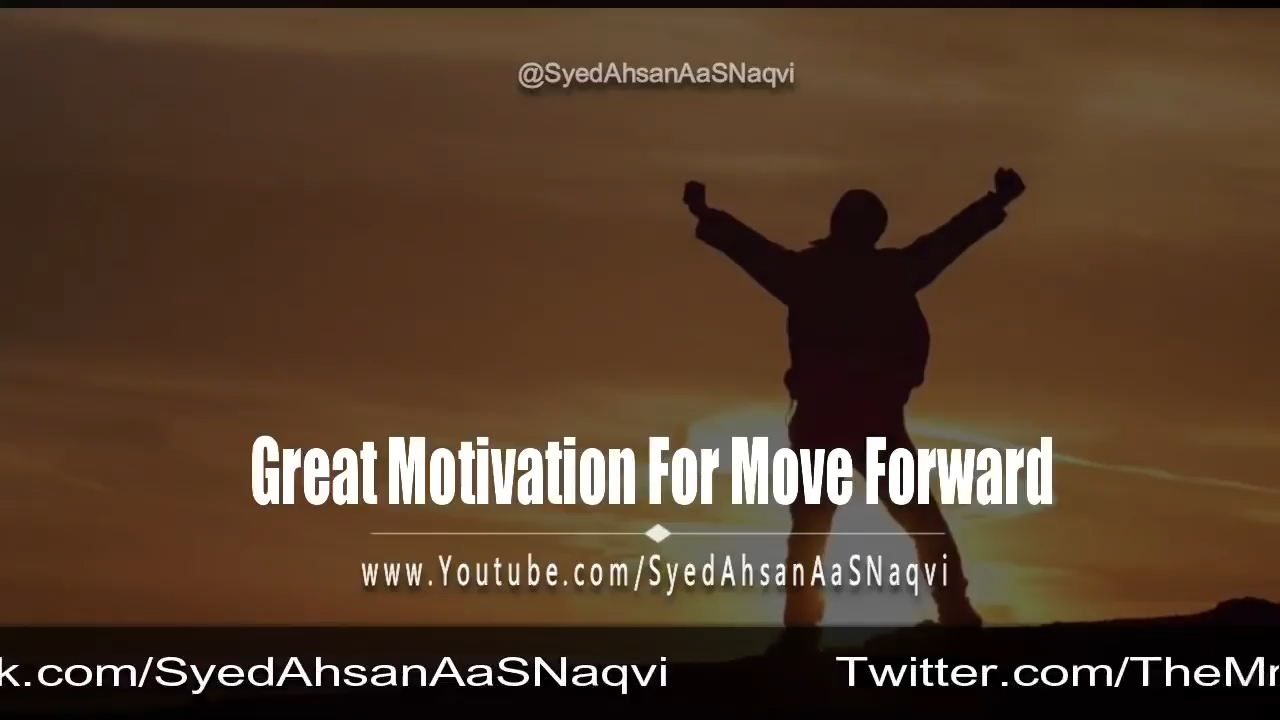 @SyedAhsanAaSNaqvi
Great Motivation For Move Forward
www.Youtube.com/SyedAhsanAaSNaqvi
k.com/SyedAhsanAaSNaqvi Twitter.com/TheMr